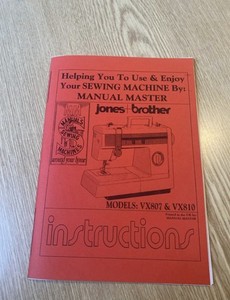 Helping You To Use & Enjoy
Your SEWING MACHINE By:
MANUAL MASTER
jones+brother
MODELS: VX807 & VX810
instructions